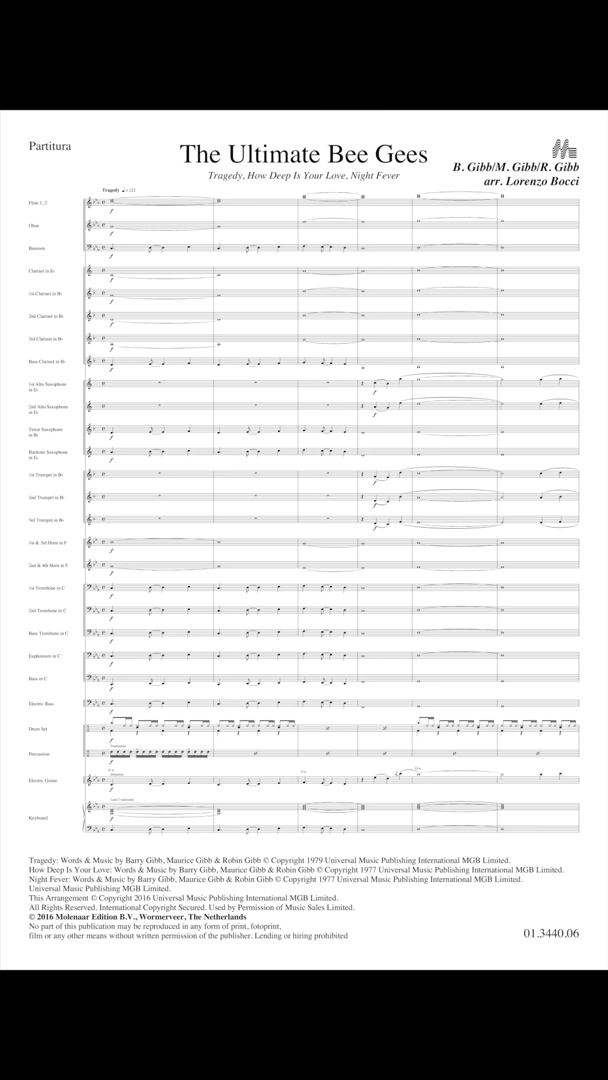 Partitura
The Ultimate Bee Gees
Tragedy, How Deep Is Your Love, Night Fever
B. Gibb/M. Gibb/R. Gibb
arr. Lorenzo Bocci
Tragedy ♩= 122
Flute 1, 2
Oboe
Bassoon
Clarinet in E♭
1st Clarinet in B♭
2nd Clarinet in B♭
3rd Clarinet in B♭
Bass Clarinet in B♭
1st Alto Saxophone
in E♭
2nd Alto Saxophone
in E♭
Tenor Saxophone
in B♭
Baritone Saxophone
in E♭
1st Trumpet in B♭
2nd Trumpet in B♭
3rd Trumpet in B♭
1st & 3rd Horn in F
2nd & 4th Horn in F
1st Trombone in C
2nd Trombone in C
Bass Trombone in C
Euphonium in C
Bass in C
Electric Bass
Drum Set
Percussion
Electric Guitar
Keyboard
Tragedy: Words & Music by Barry Gibb, Maurice Gibb & Robin Gibb © Copyright 1979 Universal Music Publishing International MGB Limited.
How Deep Is Your Love: Words & Music by Barry Gibb, Maurice Gibb & Robin Gibb © Copyright 1977 Universal Music Publishing International MGB Limited.
Night Fever: Words & Music by Barry Gibb, Maurice Gibb & Robin Gibb © Copyright 1977 Universal Music Publishing International MGB Limited.
Universal Music Publishing MGB Limited.
This Arrangement © Copyright 2016 Universal Music Publishing International MGB Limited.
All Rights Reserved. International Copyright Secured. Used by Permission of Music Sales Limited.
© 2016 Molenaar Edition B.V., Wormerveer, The Netherlands
No part of this publication may be reproduced in any form of print, fotoprint,
film or any other means without written permission of the publisher. Lending or hiring prohibited
01.3440.06